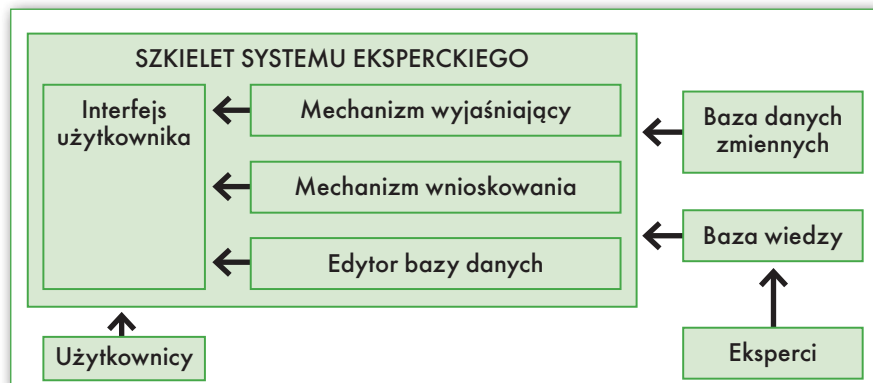 SZKIELET SYSTEMU EKSPERCKIEGO
Interfejs
użytkownika
Mechanizm wyjaśniający
Mechanizm wnioskowania
Edytor bazy danych
Baza danych
zmiennych
Baza wiedzy
Użytkownicy
Eksperci